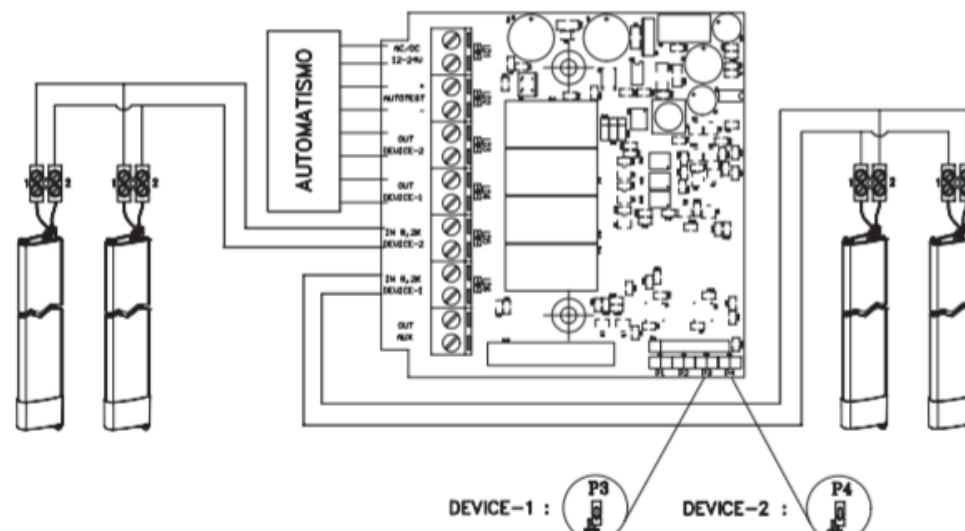 AUTOMATISMO
AC/DC
12-24V
+
AUTOTEST
-
OUT
DEVICE-2
OUT
DEVICE-1
IN 8,2K
DEVICE-2
IN 8,2K
DEVICE-1
OUT
AUX
1 2
1 2
1 2
1
P1 P2 P3 P4
DEVICE-1 :
P3
DEVICE-2 :
P4